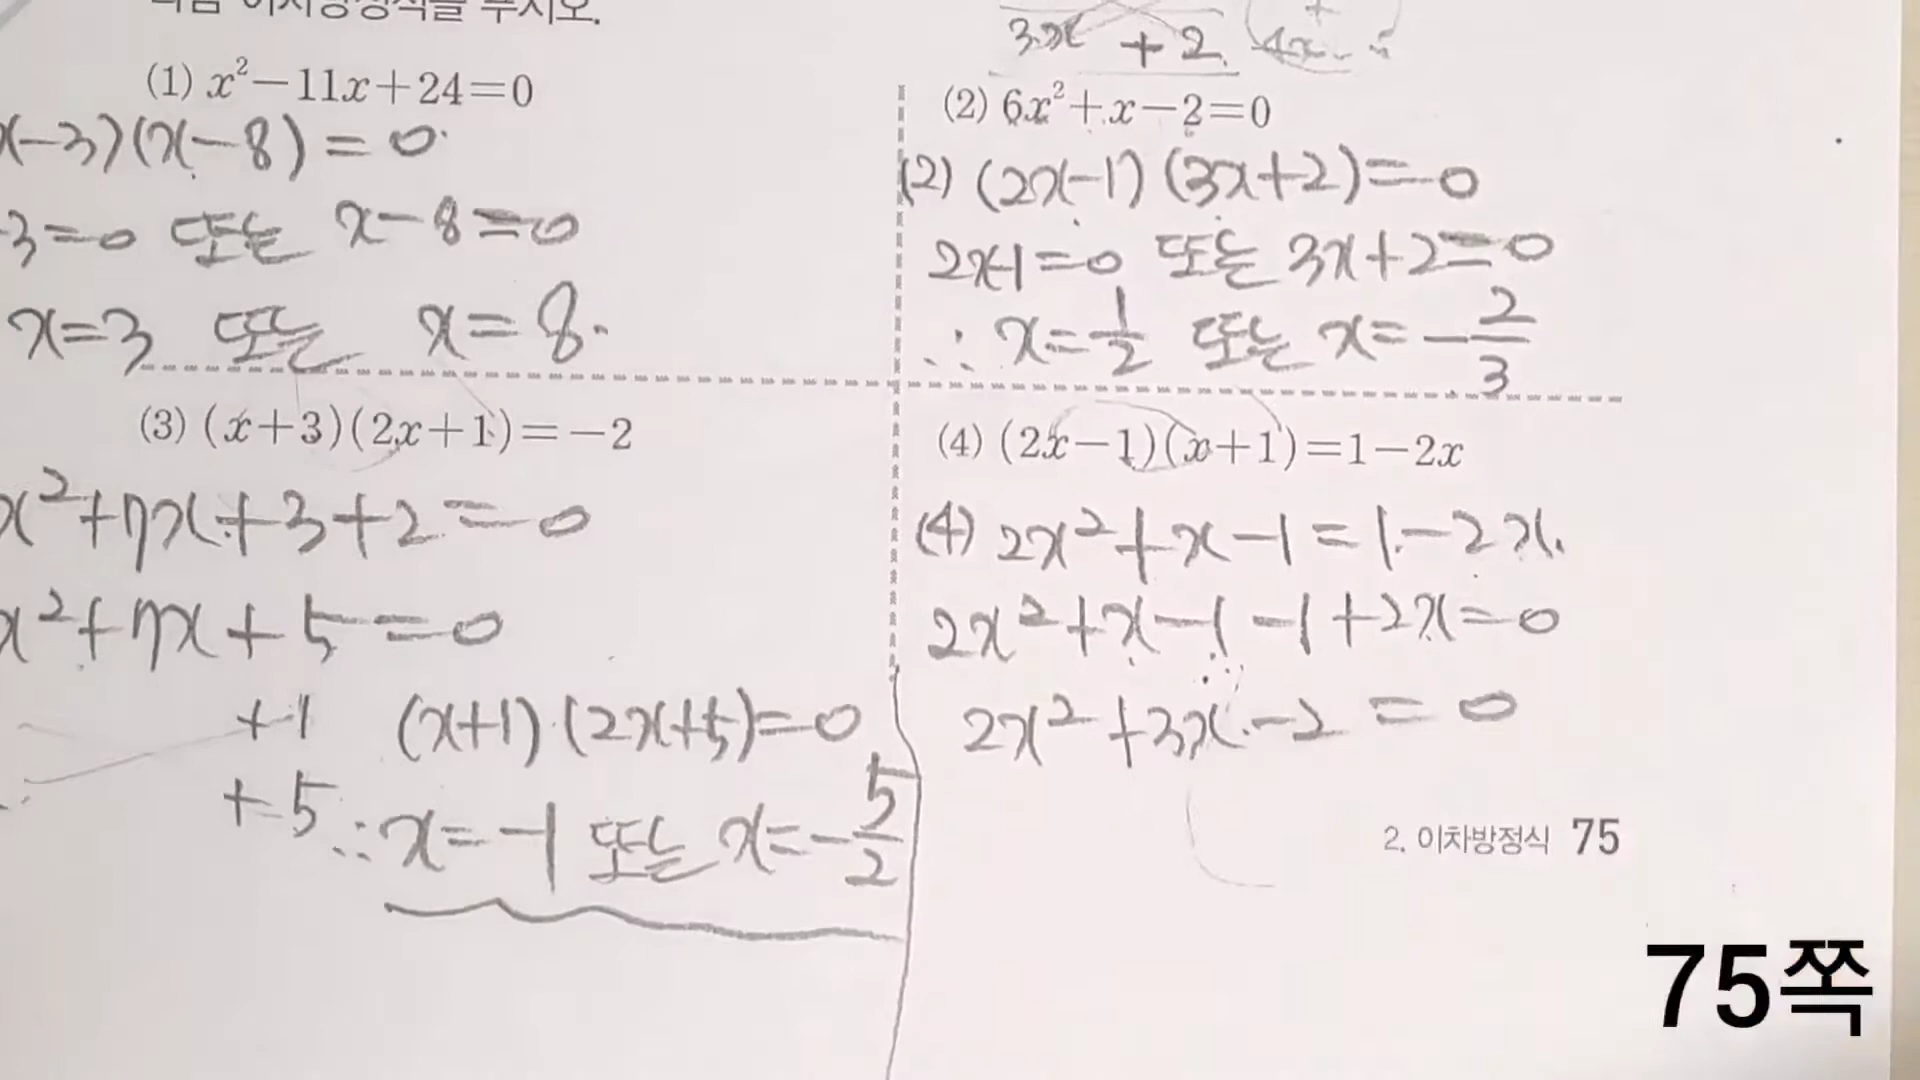 (1) x²-11x+24=0
x-3)(x-8)=0
3=0 또는 x-8=0
x=3 또는 x=8.
3x +2
(2) 6x²+x-2=0
(2) (2x-1)(3x+2)=0
2x-1=0 또는 3x+2=0
∴ x=1/2 또는 x=-2/3
(3) (x+3)(2x+1)=-2
x²+7x+3+2=0
x²+7x+5=0
+1 (x+1)(2x+5)=0
+5 ∴ x=-1 또는 x=-5/2
(4) (2x-1)(x+1)=1-2x
(4) 2x²+x-1=1-2x.
2x²+x-1-1+2x=0
2x²+3x-2=0
2. 이차방정식 75
75쪽